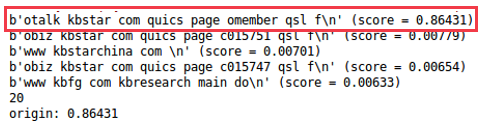 b'otalk kbstar com quics page omember qsl f\n' (score = 0.86431)
b'obiz kbstar com quics page c015751 qsl f\n' (score = 0.00779)
b'www kbstarchina com \n' (score = 0.00701)
b'obiz kbstar com quics page c015747 qsl f\n' (score = 0.00654)
b'www kbfg com kbresearch main do\n' (score = 0.00633)
20
origin: 0.86431